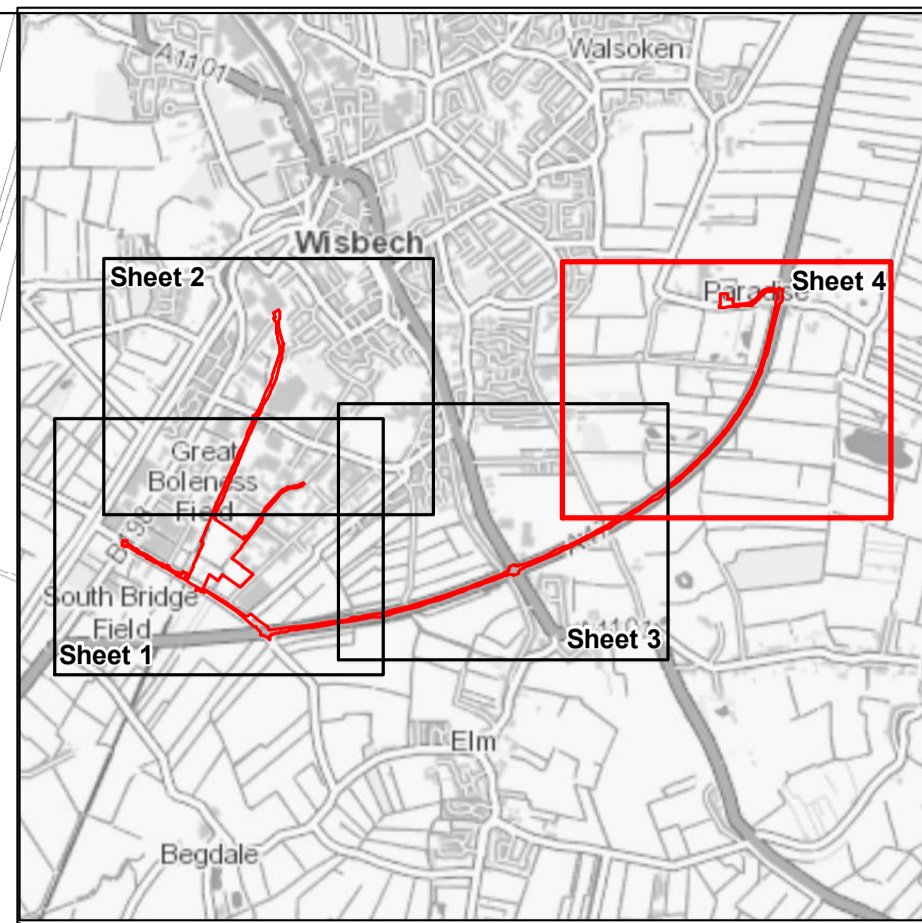 A1101
Walsoken
Wisbech
Sheet 2
Paradise
Sheet 4
Great
Boleness
Field
South Bridge
Field
Sheet 1
Sheet 3
Elm
Begdale